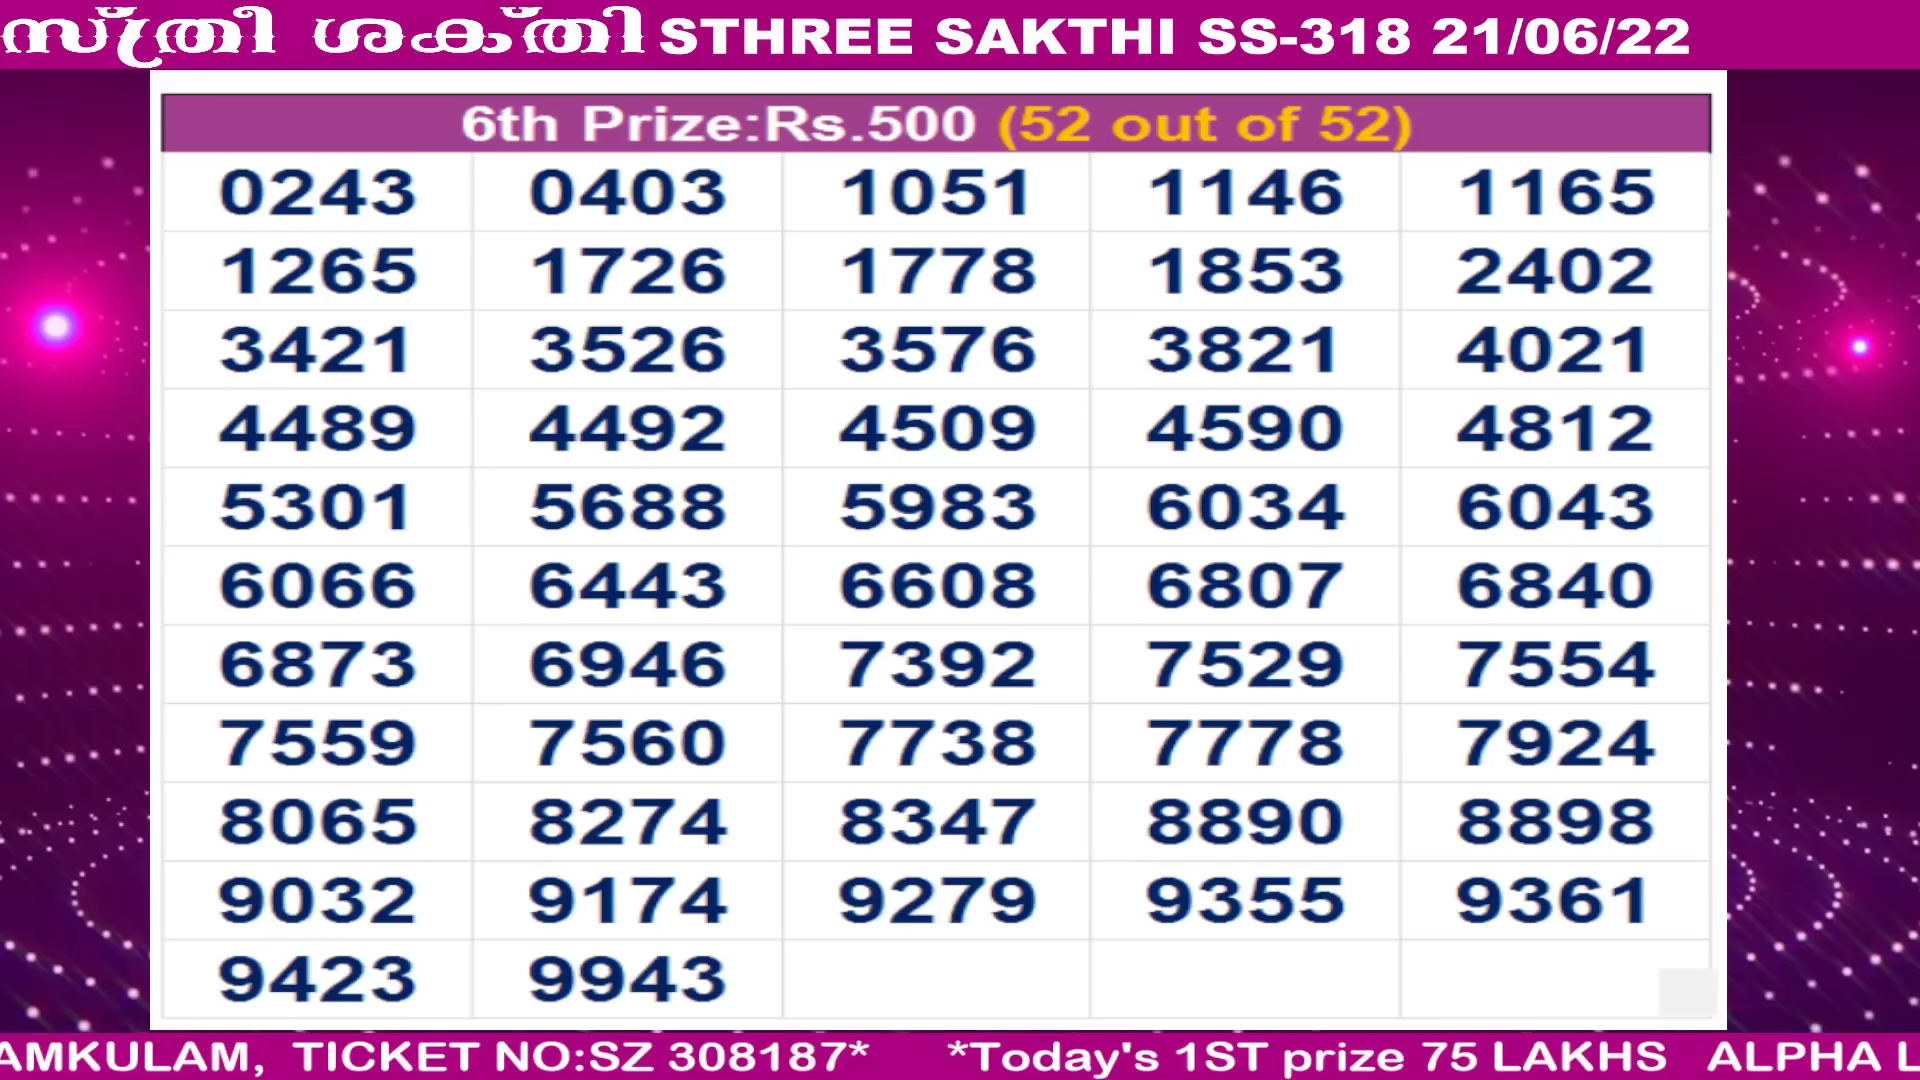 സ്ത്രീ ശക്തി STHREE SAKTHI SS-318 21/06/22
6th Prize:Rs.500 (52 out of 52)
0243 0403 1051 1146 1165
1265 1726 1778 1853 2402
3421 3526 3576 3821 4021
4489 4492 4509 4590 4812
5301 5688 5983 6034 6043
6066 6443 6608 6807 6840
6873 6946 7392 7529 7554
7559 7560 7738 7778 7924
8065 8274 8347 8890 8898
9032 9174 9279 9355 9361
9423 9943
AMKULAM, TICKET NO:SZ 308187* *Today's 1ST prize 75 LAKHS ALPHA L